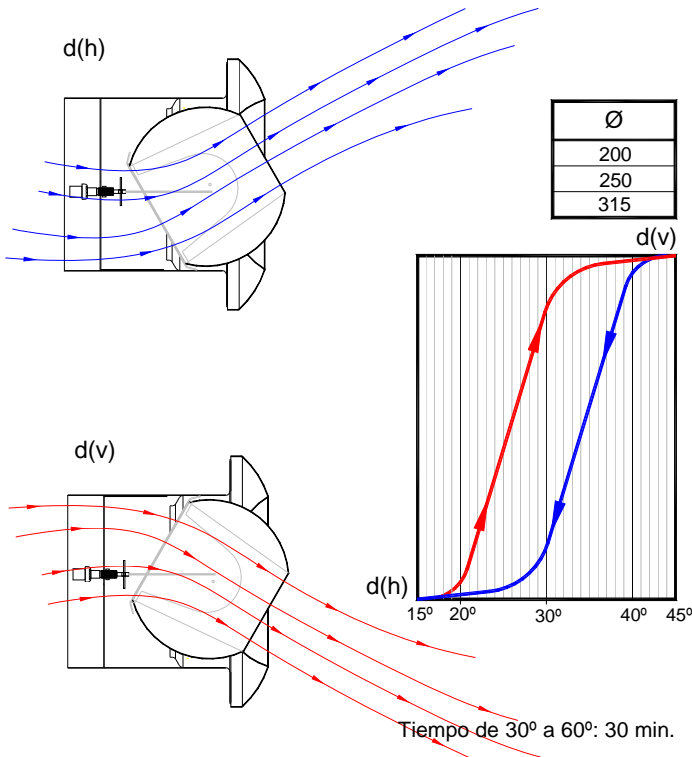 d(h)
Ø
200
250
315
d(v)
d(v)
d(h)
15º 20º 30º 40º 45º
Tiempo de 30º a 60º: 30 min.